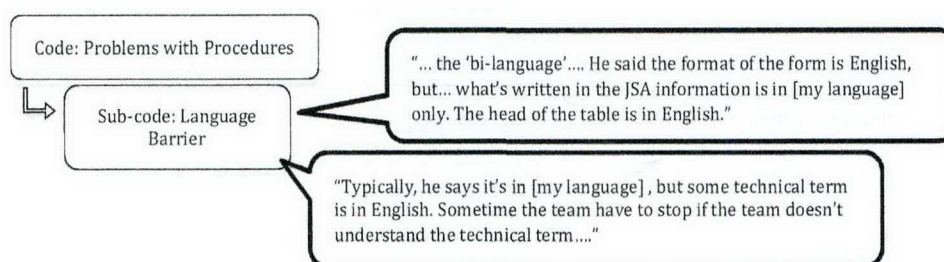 Code: Problems with Procedures
Sub-code: Language
Barrier
“... the ‘bi-language’.... He said the format of the form is English,
but... what's written in the JSA information is in [my language]
only. The head of the table is in English.”
“Typically, he says it's in [my language] , but some technical term
is in English. Sometime the team have to stop if the team doesn't
understand the technical term....”